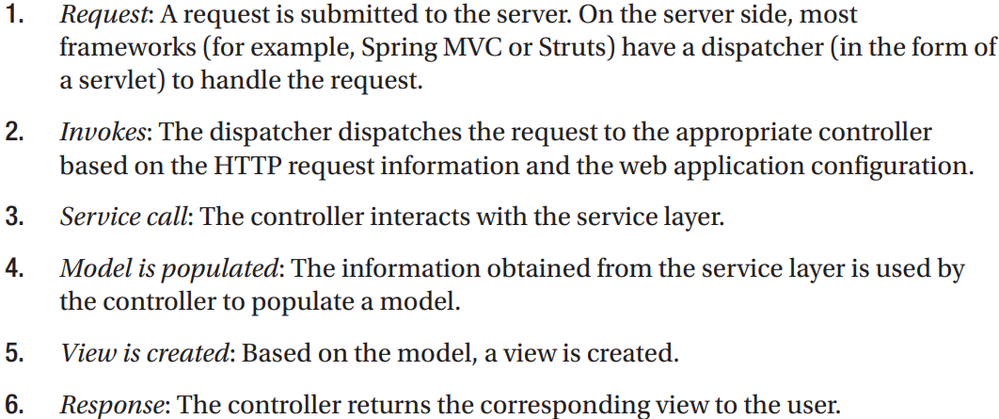 1. Request: A request is submitted to the server. On the server side, most
frameworks (for example, Spring MVC or Struts) have a dispatcher (in the form of
a servlet) to handle the request.
2. Invokes: The dispatcher dispatches the request to the appropriate controller
based on the HTTP request information and the web application configuration.
3. Service call: The controller interacts with the service layer.
4. Model is populated: The information obtained from the service layer is used by
the controller to populate a model.
5. View is created: Based on the model, a view is created.
6. Response: The controller returns the corresponding view to the user.